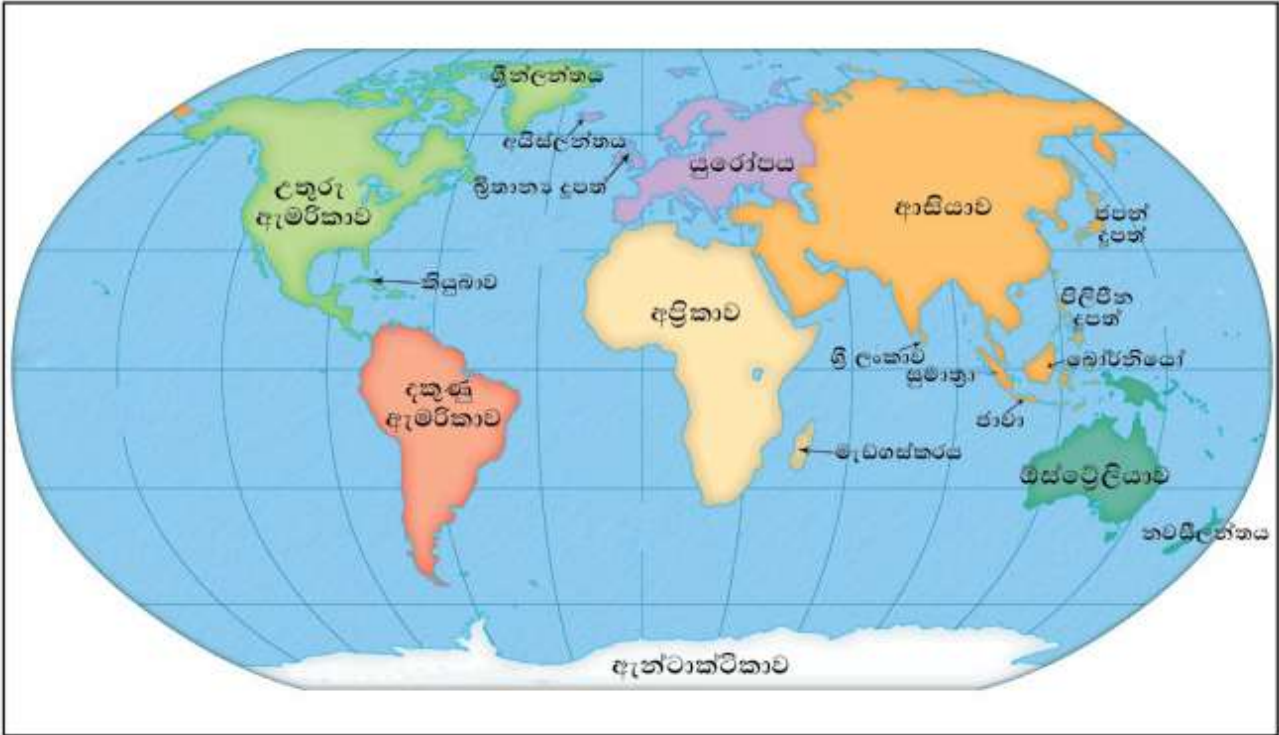 ග්‍රීන්ලන්තය
අයිස්ලන්තය
බ්‍රිතාන්‍ය දූපත්
යුරෝපය
උතුරු
ඇමරිකාව
ආසියාව
ජපන්
දූපත්
කියුබාව
අප්‍රිකාව
පිලිපීන
දූපත්
ශ්‍රී ලංකාව
සුමාත්‍රා
බෝර්නියෝ
දකුණු
ඇමරිකාව
ජාවා
මැඩගස්කරය
ඕස්ට්‍රේලියාව
නවසීලන්තය
ඇන්ටාක්ටිකාව